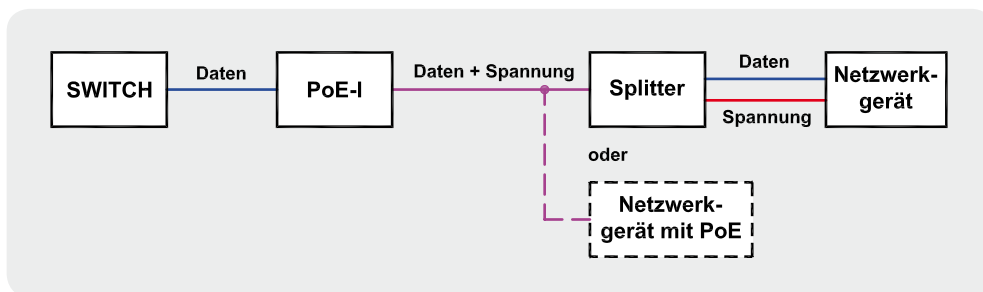 SWITCH
Daten
PoE-I
Daten + Spannung
Splitter
Daten
Spannung
Netzwerk-
gerät
oder
Netzwerk-
gerät mit PoE